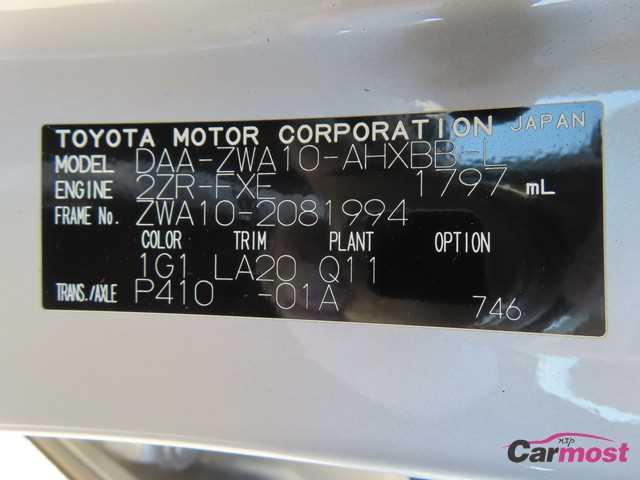 TOYOTA MOTOR CORPORATION JAPAN
MODEL DAA-ZWA10-AHXBB-L
ENGINE 2ZR-FXE 1797 mL
FRAME No. ZWA10-2081994
COLOR TRIM PLANT OPTION
1G1 LA20 Q11
TRANS./AXLE P410 -01A 746
Carmost